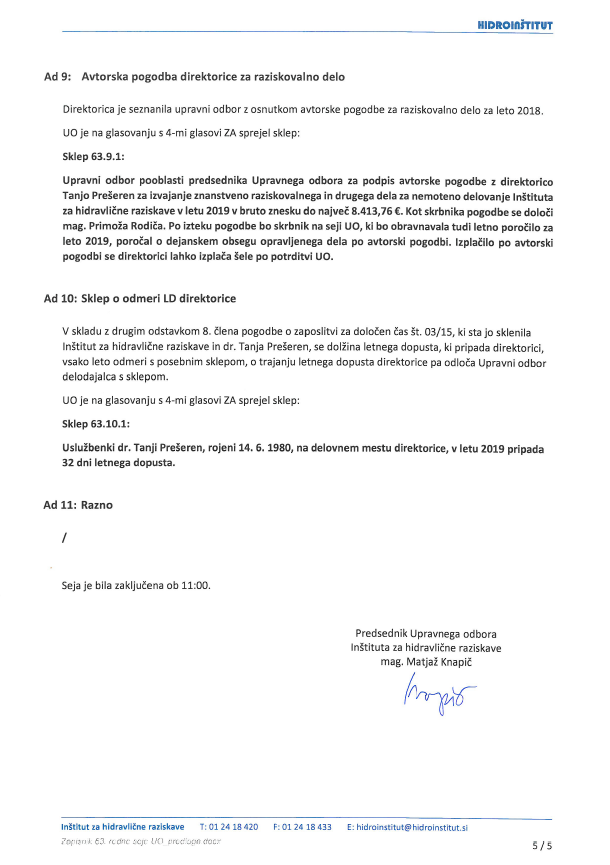 HIDROINŠTITUT
Ad 9: Avtorska pogodba direktorice za raziskovalno delo
Direktorica je seznanila upravni odbor z osnutkom avtorske pogodbe za raziskovalno delo za leto 2018.
UO je na glasovanju s 4-mi glasovi ZA sprejel sklep:
Sklep 63.9.1:
Upravni odbor pooblasti predsednika Upravnega odbora za podpis avtorske pogodbe z direktorico
Tanjo Prešeren za izvajanje znanstveno raziskovalnega in drugega dela za nemoteno delovanje Inštituta
za hidravlične raziskave v letu 2019 v bruto znesku do največ 8.413,76 €. Kot skrbnika pogodbe se določi
mag. Primoža Rodiča. Po izteku pogodbe bo skrbnik na seji UO, ki bo obravnavala tudi letno poročilo za
leto 2019, poročal o dejanskem obsegu opravljenega dela po avtorski pogodbi. Izplačilo po avtorski
pogodbi se direktorici lahko izplača šele po potrditvi UO.
Ad 10: Sklep o odmeri LD direktorice
V skladu z drugim odstavkom 8. člena pogodbe o zaposlitvi za določen čas št. 03/15, ki sta jo sklenila
Inštitut za hidravlične raziskave in dr. Tanja Prešeren, se dolžina letnega dopusta, ki pripada direktorici,
vsako leto odmeri s posebnim sklepom, o trajanju letnega dopusta direktorice pa odloča Upravni odbor
delodajalca s sklepom.
UO je na glasovanju s 4-mi glasovi ZA sprejel sklep:
Sklep 63.10.1:
Uslužbenki dr. Tanji Prešeren, rojeni 14. 6. 1980, na delovnem mestu direktorice, v letu 2019 pripada
32 dni letnega dopusta.
Ad 11: Razno
/
Seja je bila zaključena ob 11:00.
Predsednik Upravnega odbora
Inštituta za hidravlične raziskave
mag. Matjaž Knapič
Knapič
Inštitut za hidravlične raziskave T: 01 24 18 420 F: 01 24 18 433 E: hidroinstitut@hidroinstitut.si
Zapisnik 63. redne seje UO_predloga.docx
5 / 5